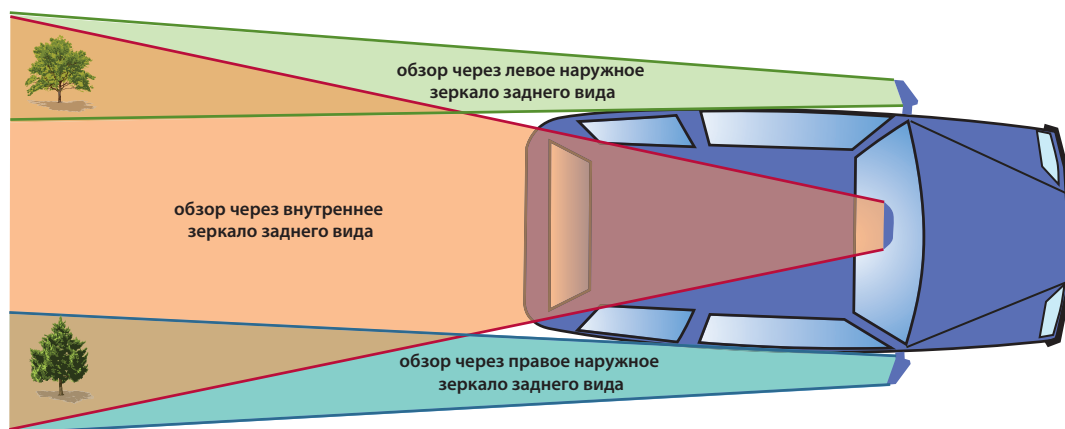 обзор через левое наружное
зеркало заднего вида
обзор через внутреннее
зеркало заднего вида
обзор через правое наружное
зеркало заднего вида